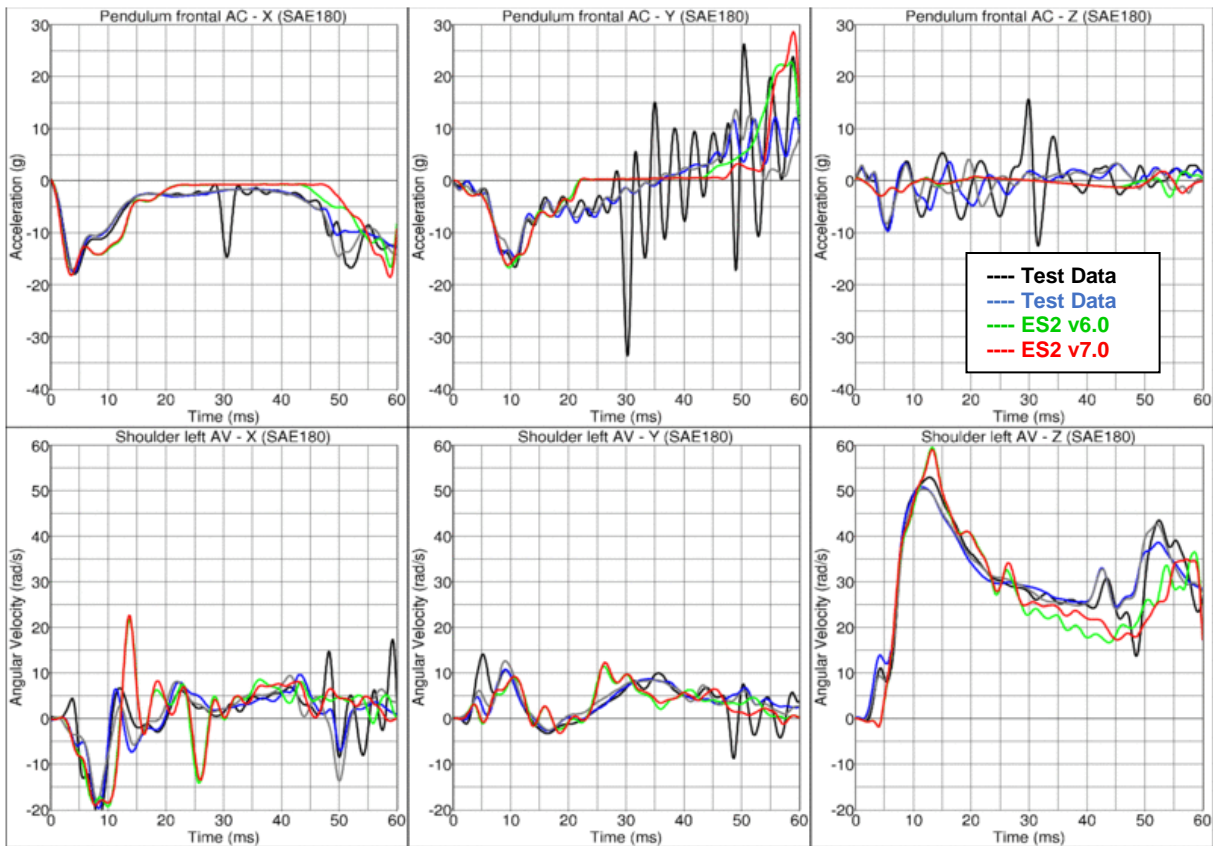 Pendulum frontal AC - X (SAE180)
30
20
10
0
-10
-20
-30
-40
Acceleration (g)
0 10 20 30 40 50 60
Time (ms)
Pendulum frontal AC - Y (SAE180)
30
20
10
0
-10
-20
-30
-40
Acceleration (g)
0 10 20 30 40 50 60
Time (ms)
Pendulum frontal AC - Z (SAE180)
30
20
10
0
-10
-20
-30
-40
Acceleration (g)
0 10 20 30 40 50 60
Time (ms)
---- Test Data
---- Test Data
---- ES2 v6.0
---- ES2 v7.0
Shoulder left AV - X (SAE180)
60
50
40
30
20
10
0
-10
-20
Angular Velocity (rad/s)
0 10 20 30 40 50 60
Time (ms)
Shoulder left AV - Y (SAE180)
60
50
40
30
20
10
0
-10
-20
Angular Velocity (rad/s)
0 10 20 30 40 50 60
Time (ms)
Shoulder left AV - Z (SAE180)
60
50
40
30
20
10
0
-10
-20
Angular Velocity (rad/s)
0 10 20 30 40 50 60
Time (ms)